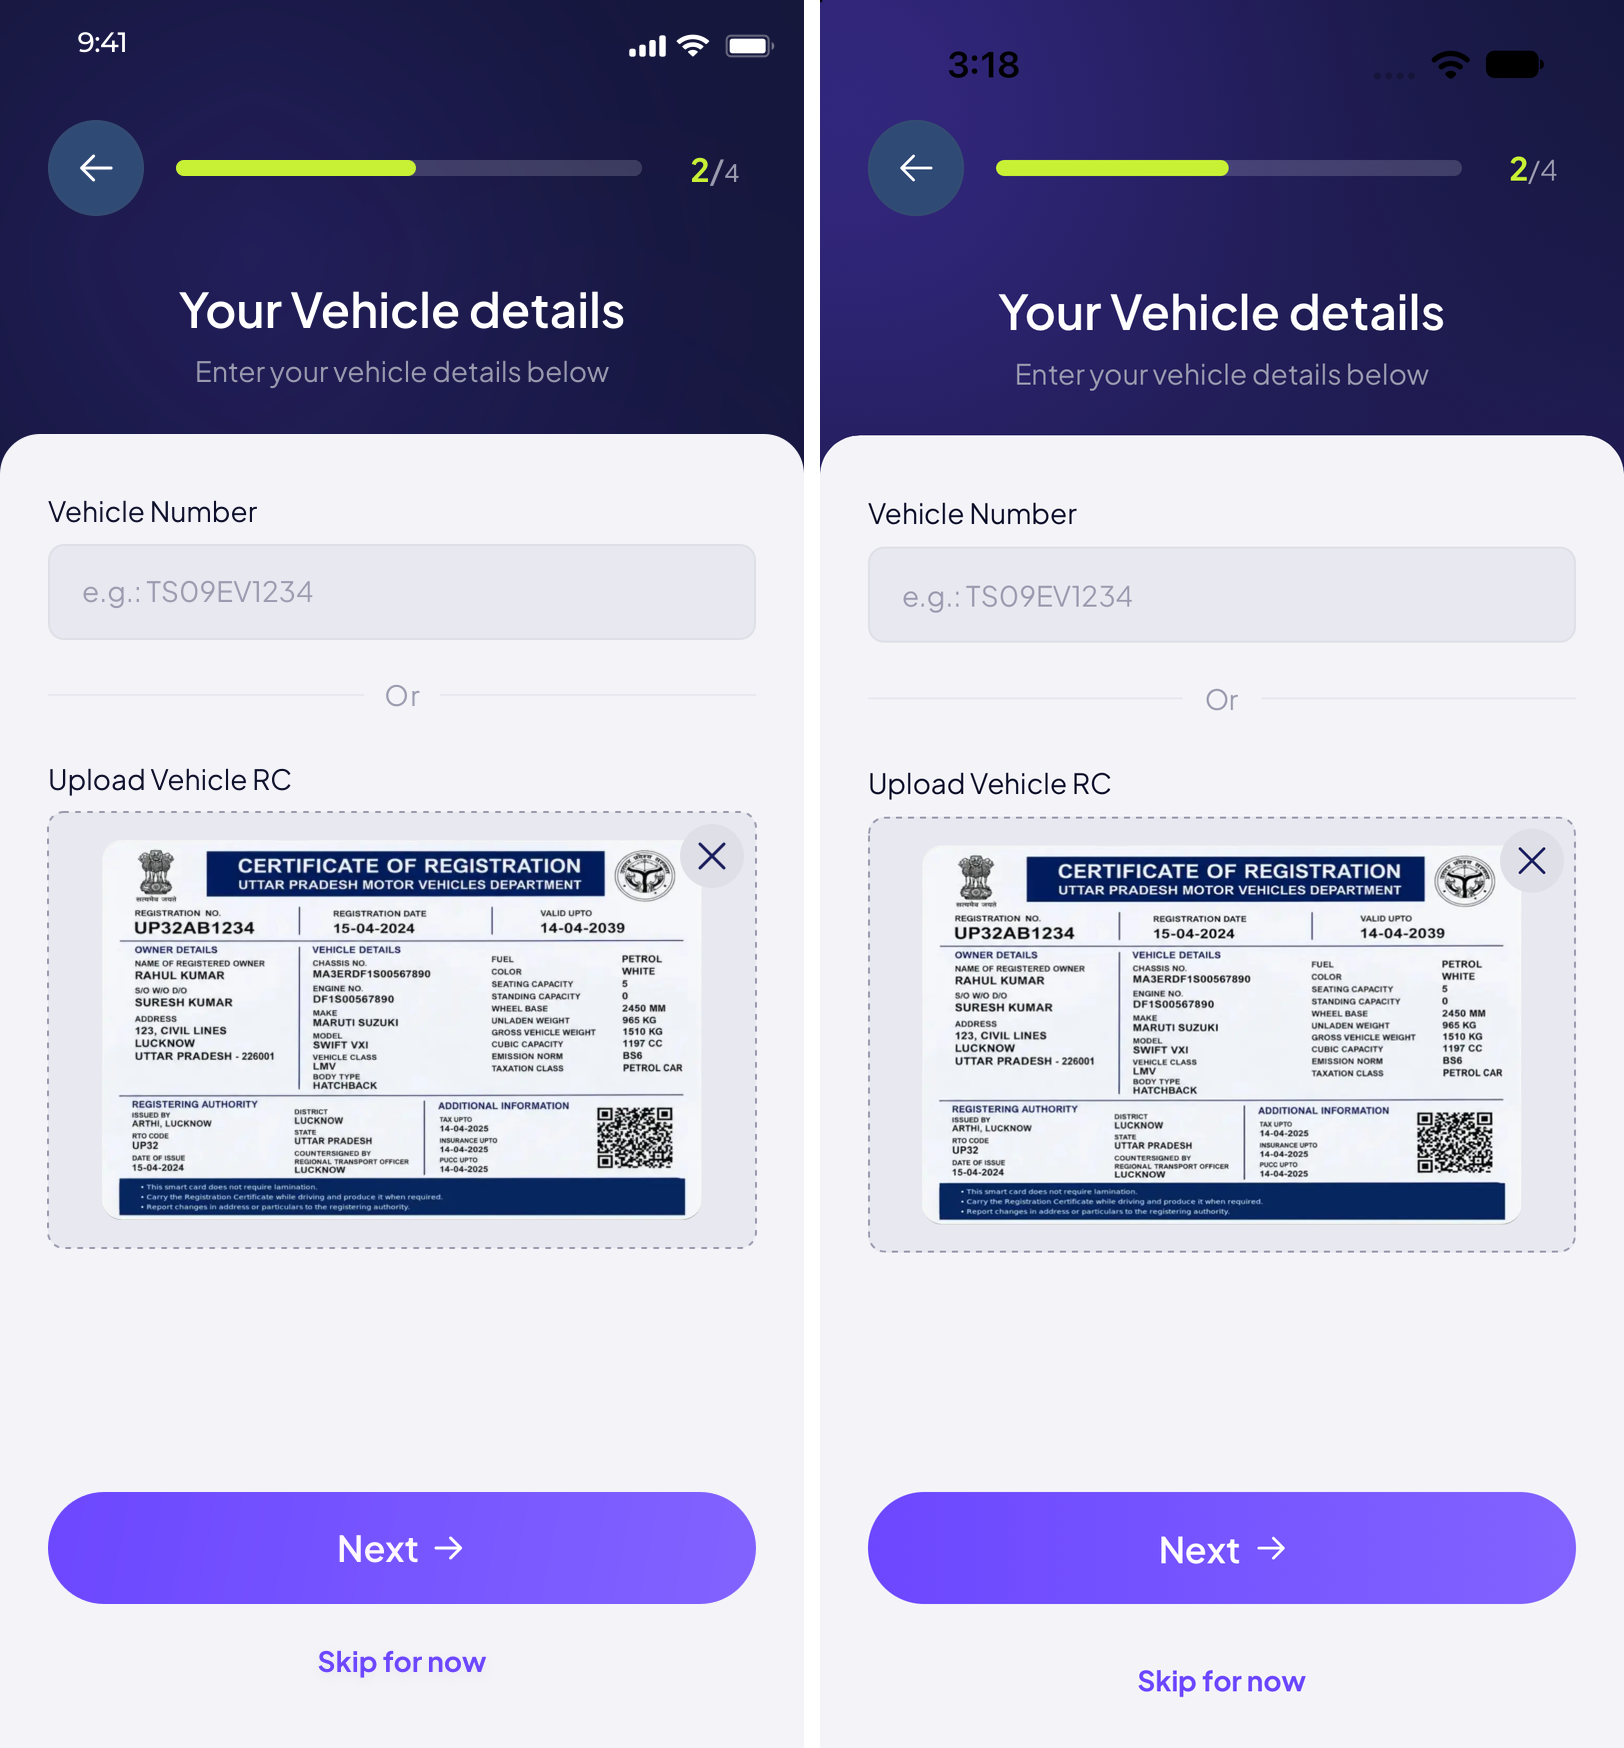 9:41
2/4
Your Vehicle details
Enter your vehicle details below
Vehicle Number
e.g.: TS09EV1234
Or
Upload Vehicle RC
CERTIFICATE OF REGISTRATION
UTTAR PRADESH MOTOR VEHICLES DEPARTMENT
सत्यमेव जयते
REGISTRATION NO.
UP32AB1234
REGISTRATION DATE
15-04-2024
VALID UPTO
14-04-2039
OWNER DETAILS
NAME OF REGISTERED OWNER
RAHUL KUMAR
S/O W/O D/O
SURESH KUMAR
ADDRESS
123, CIVIL LINES
LUCKNOW
UTTAR PRADESH - 226001
VEHICLE DETAILS
CHASSIS NO.
MA3ERDF1S00567890
ENGINE NO.
DF1S00567890
MAKE
MARUTI SUZUKI
MODEL
SWIFT VXI
VEHICLE CLASS
LMV
BODY TYPE
HATCHBACK
FUEL PETROL
COLOR WHITE
SEATING CAPACITY 5
STANDING CAPACITY 0
WHEEL BASE 2450 MM
UNLADEN WEIGHT 965 KG
GROSS VEHICLE WEIGHT 1510 KG
CUBIC CAPACITY 1197 CC
EMISSION NORM BS6
TAXATION CLASS PETROL CAR
REGISTERING AUTHORITY
ISSUED BY
ARTHI, LUCKNOW
RTO CODE
UP32
DATE OF ISSUE
15-04-2024
DISTRICT
LUCKNOW
STATE
UTTAR PRADESH
COUNTERSIGNED BY
REGIONAL TRANSPORT OFFICER
LUCKNOW
ADDITIONAL INFORMATION
TAX UPTO
14-04-2025
INSURANCE UPTO
14-04-2025
PUCC UPTO
14-04-2025
• This smart card does not require lamination.
• Carry the Registration Certificate while driving and produce it when required.
• Report changes in address or particulars to the registering authority.
Next
Skip for now
3:18
2/4
Your Vehicle details
Enter your vehicle details below
Vehicle Number
e.g.: TS09EV1234
Or
Upload Vehicle RC
CERTIFICATE OF REGISTRATION
UTTAR PRADESH MOTOR VEHICLES DEPARTMENT
सत्यमेव जयते
REGISTRATION NO.
UP32AB1234
REGISTRATION DATE
15-04-2024
VALID UPTO
14-04-2039
OWNER DETAILS
NAME OF REGISTERED OWNER
RAHUL KUMAR
S/O W/O D/O
SURESH KUMAR
ADDRESS
123, CIVIL LINES
LUCKNOW
UTTAR PRADESH - 226001
VEHICLE DETAILS
CHASSIS NO.
MA3ERDF1S00567890
ENGINE NO.
DF1S00567890
MAKE
MARUTI SUZUKI
MODEL
SWIFT VXI
VEHICLE CLASS
LMV
BODY TYPE
HATCHBACK
FUEL PETROL
COLOR WHITE
SEATING CAPACITY 5
STANDING CAPACITY 0
WHEEL BASE 2450 MM
UNLADEN WEIGHT 965 KG
GROSS VEHICLE WEIGHT 1510 KG
CUBIC CAPACITY 1197 CC
EMISSION NORM BS6
TAXATION CLASS PETROL CAR
REGISTERING AUTHORITY
ISSUED BY
ARTHI, LUCKNOW
RTO CODE
UP32
DATE OF ISSUE
15-04-2024
DISTRICT
LUCKNOW
STATE
UTTAR PRADESH
COUNTERSIGNED BY
REGIONAL TRANSPORT OFFICER
LUCKNOW
ADDITIONAL INFORMATION
TAX UPTO
14-04-2025
INSURANCE UPTO
14-04-2025
PUCC UPTO
14-04-2025
• This smart card does not require lamination.
• Carry the Registration Certificate while driving and produce it when required.
• Report changes in address or particulars to the registering authority.
Next
Skip for now